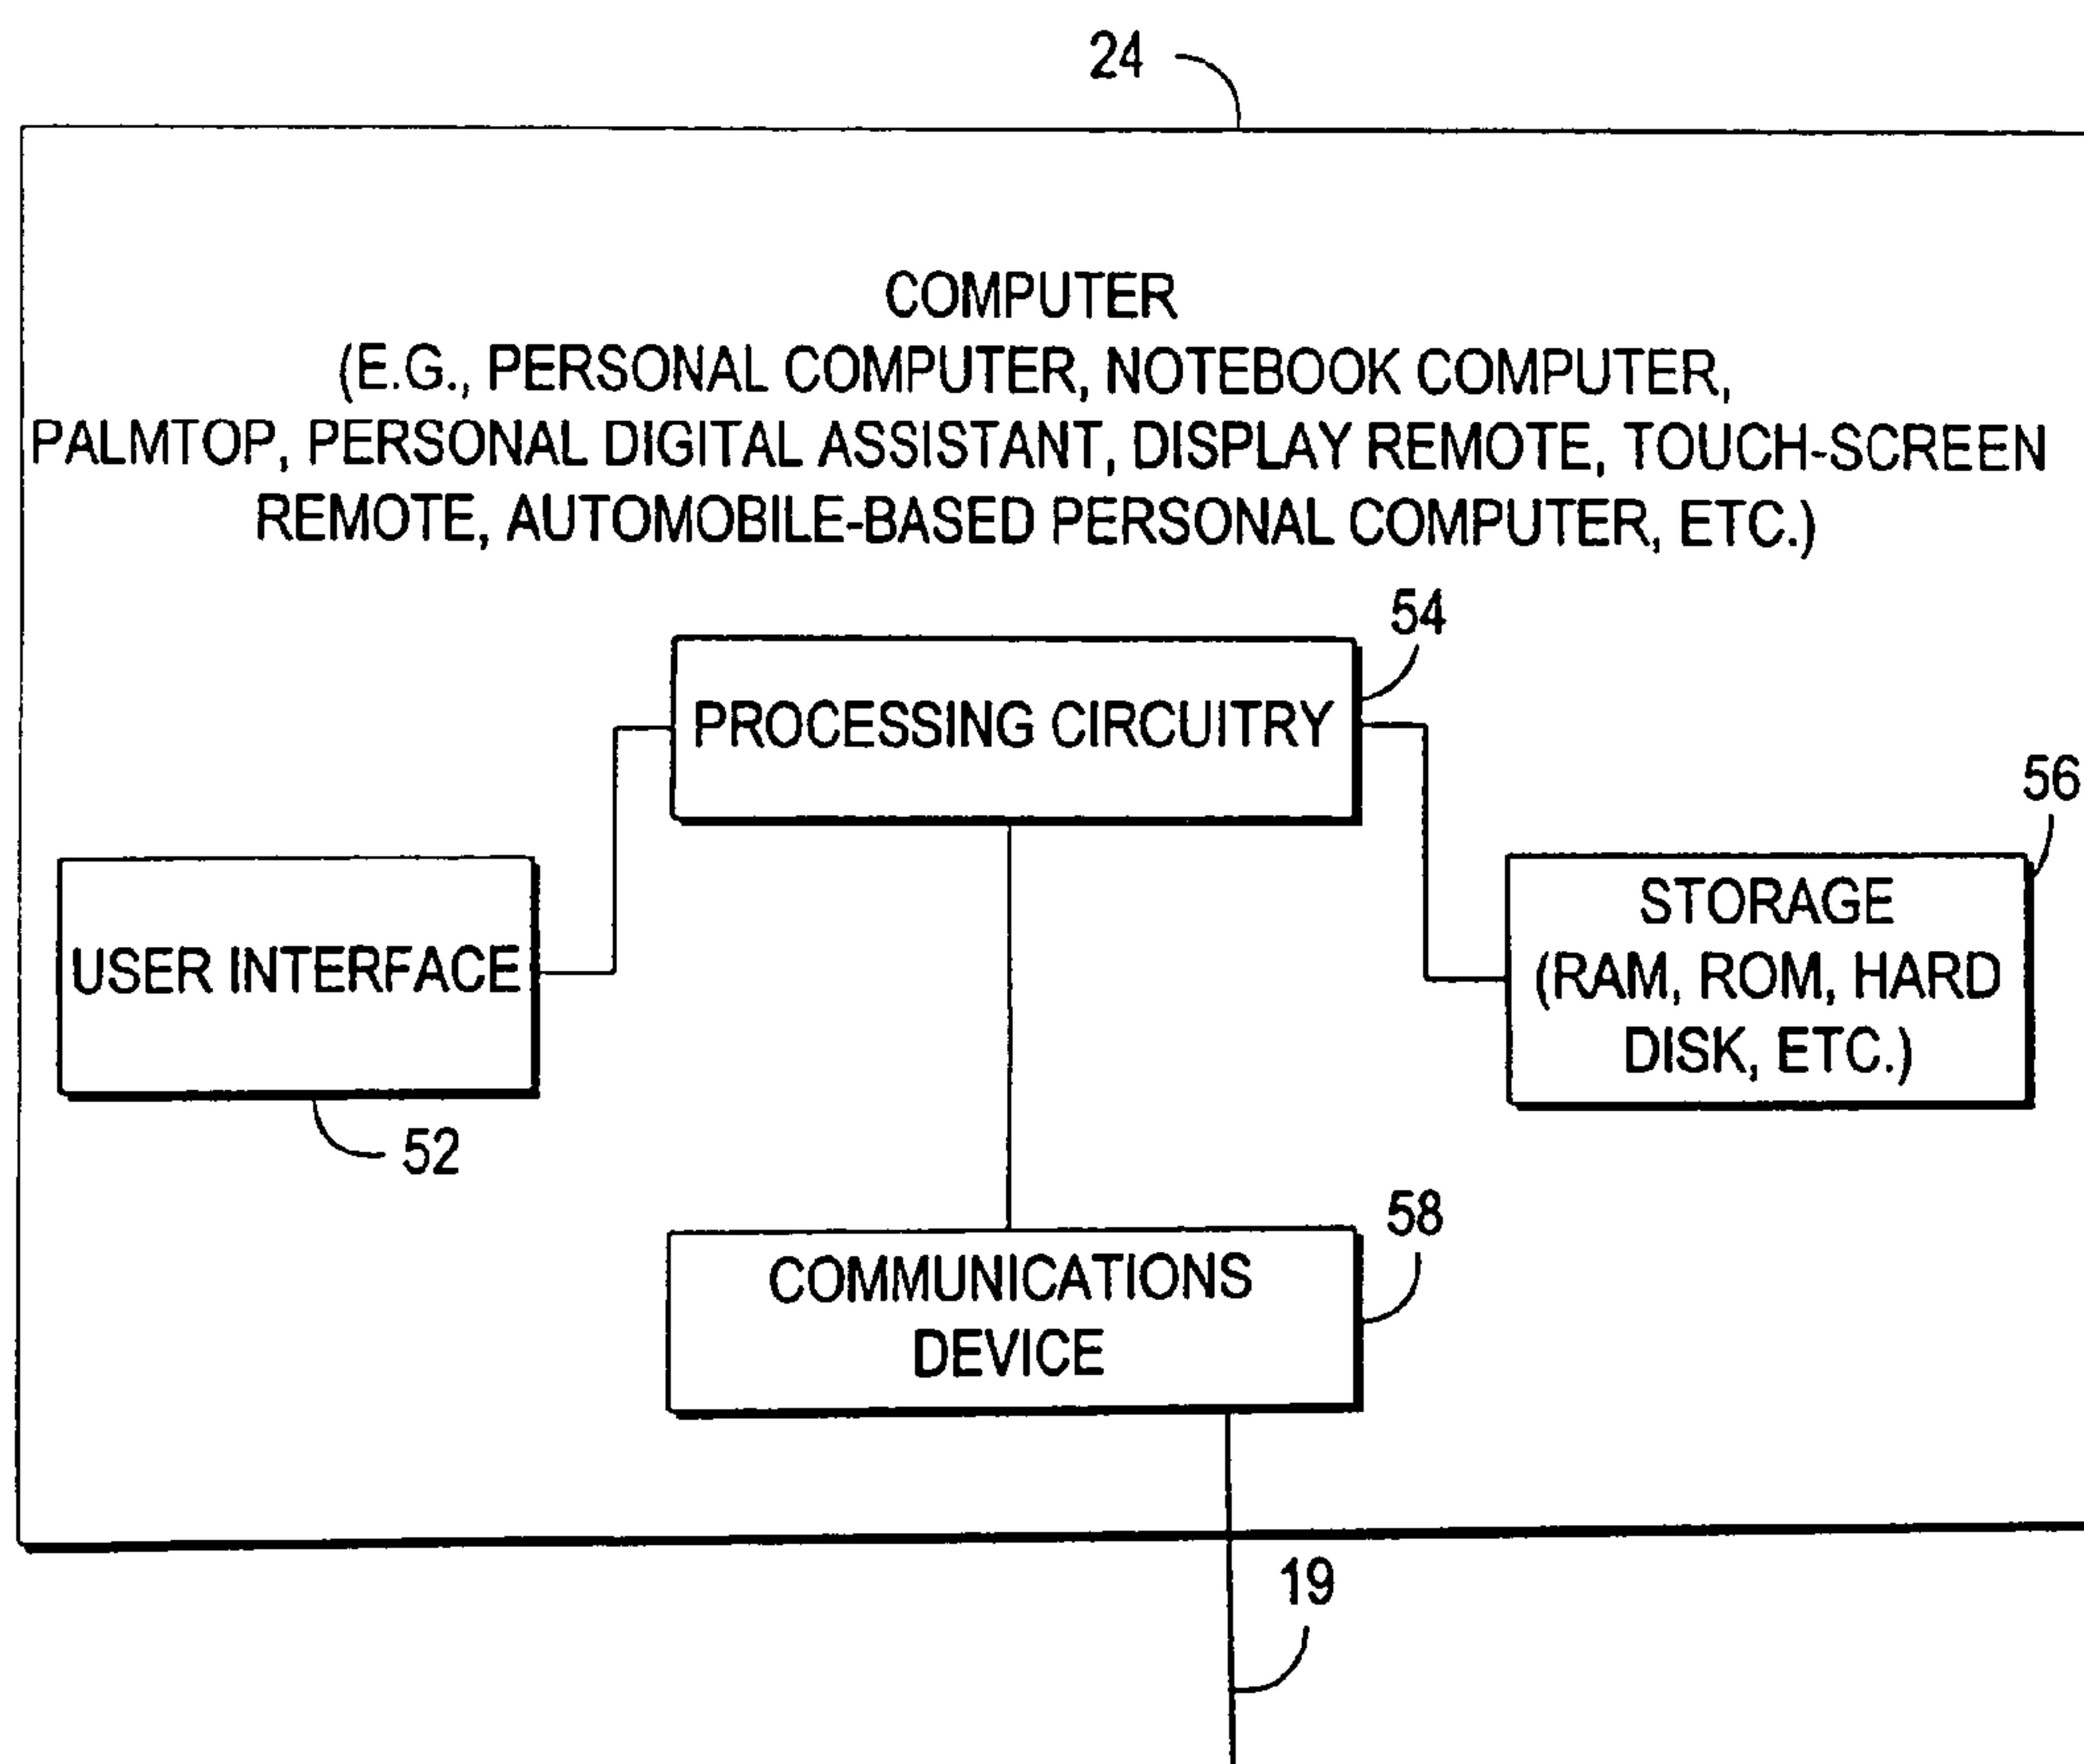 24
COMPUTER
(E.G., PERSONAL COMPUTER, NOTEBOOK COMPUTER,
PALMTOP, PERSONAL DIGITAL ASSISTANT, DISPLAY REMOTE, TOUCH-SCREEN
REMOTE, AUTOMOBILE-BASED PERSONAL COMPUTER, ETC.)
54
PROCESSING CIRCUITRY
56
USER INTERFACE
52
STORAGE
(RAM, ROM, HARD
DISK, ETC.)
58
COMMUNICATIONS
DEVICE
19